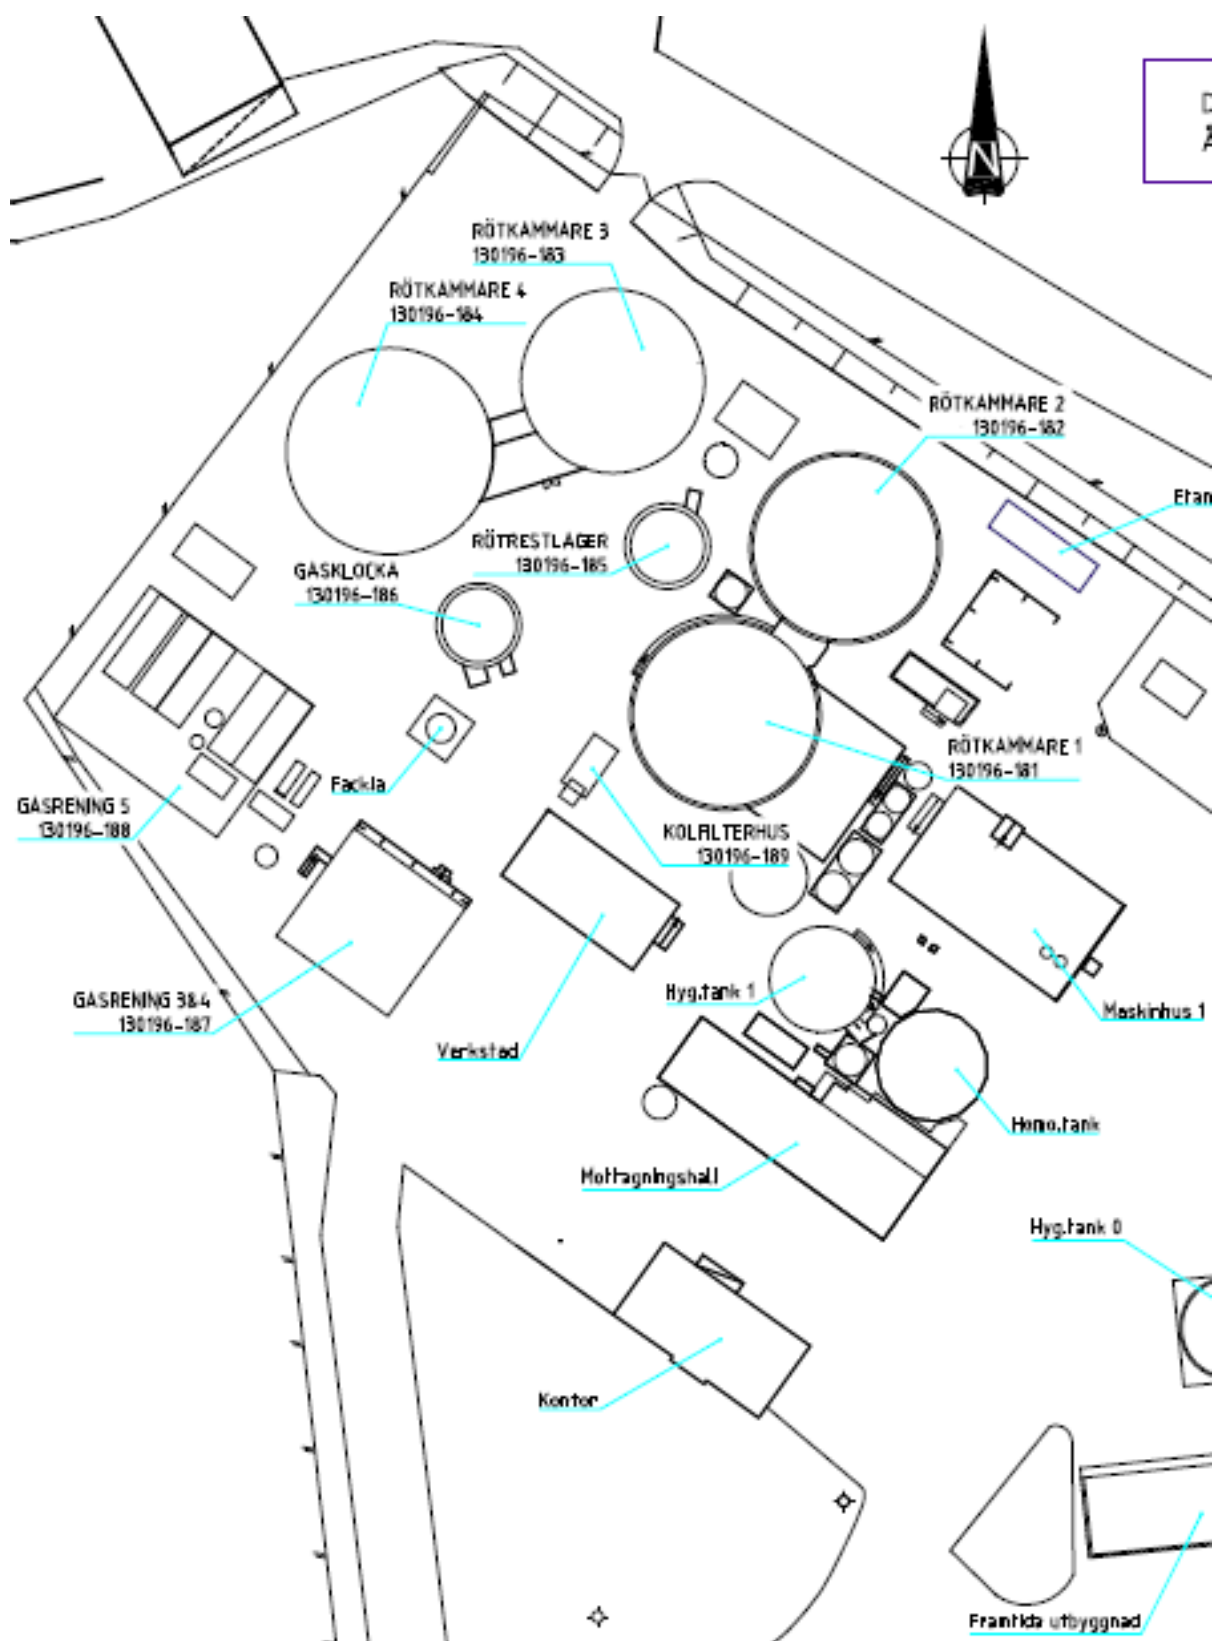 N
RÖTKAMMARE 3
130196-183
RÖTKAMMARE 4
130196-184
RÖTKAMMARE 2
130196-182
Etan
RÖTRESTLAGER
130196-185
GASKLOCKA
130196-186
RÖTKAMMARE 1
130196-181
Fackla
GASRENING 5
130196-188
KOLFILTERHUS
130196-189
Hyg.tank 1
GASRENING 3&4
130196-187
Maskinhus 1
Verkstad
Homo.tank
Mottagningshall
Hyg.tank 0
Kontor
Framtida utbyggnad